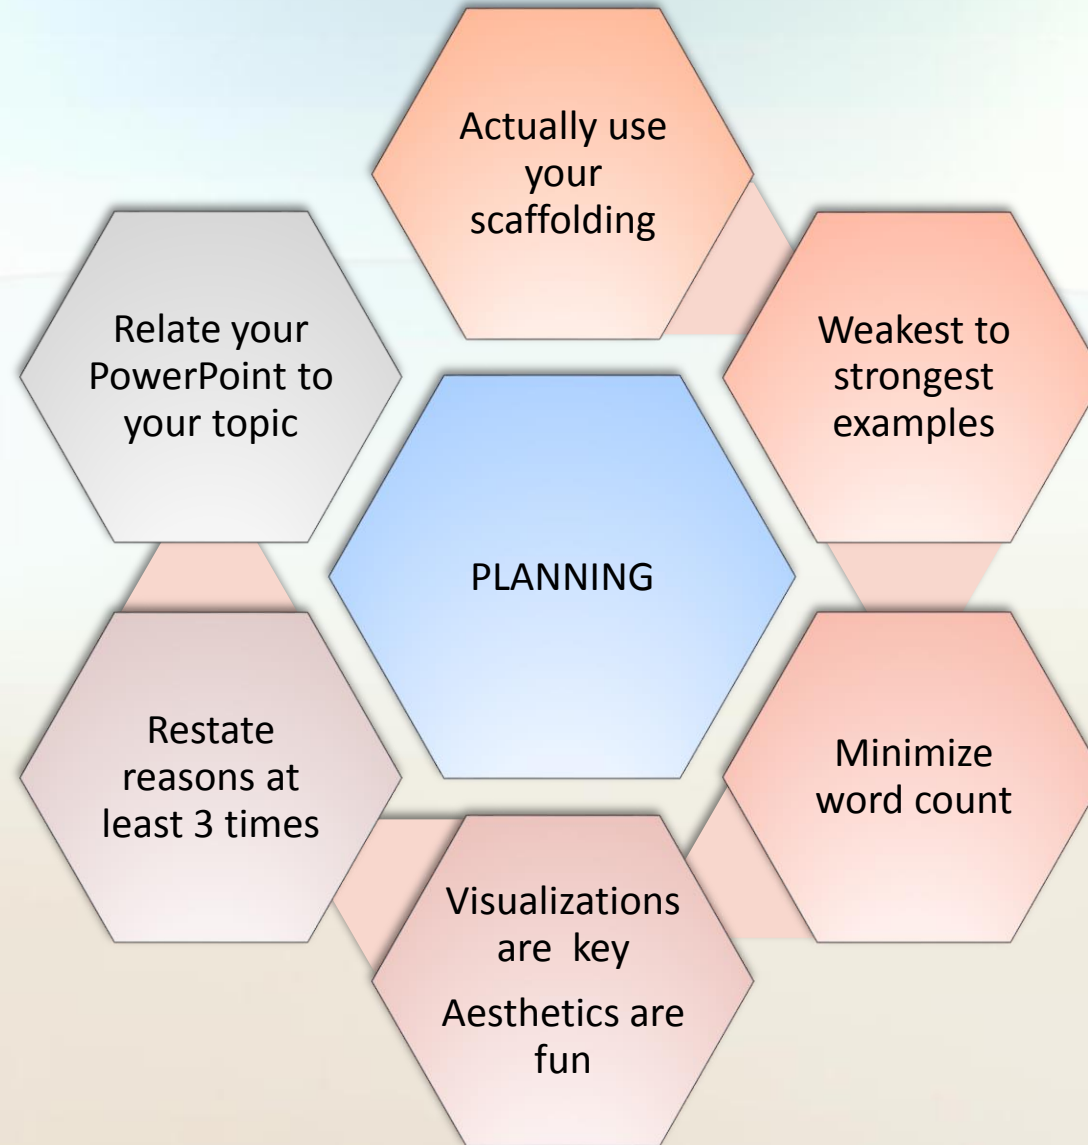 Actually use
your
scaffolding
Weakest to
strongest
examples
Minimize
word count
Visualizations
are key
Aesthetics are
fun
Restate
reasons at
least 3 times
Relate your
PowerPoint to
your topic
PLANNING